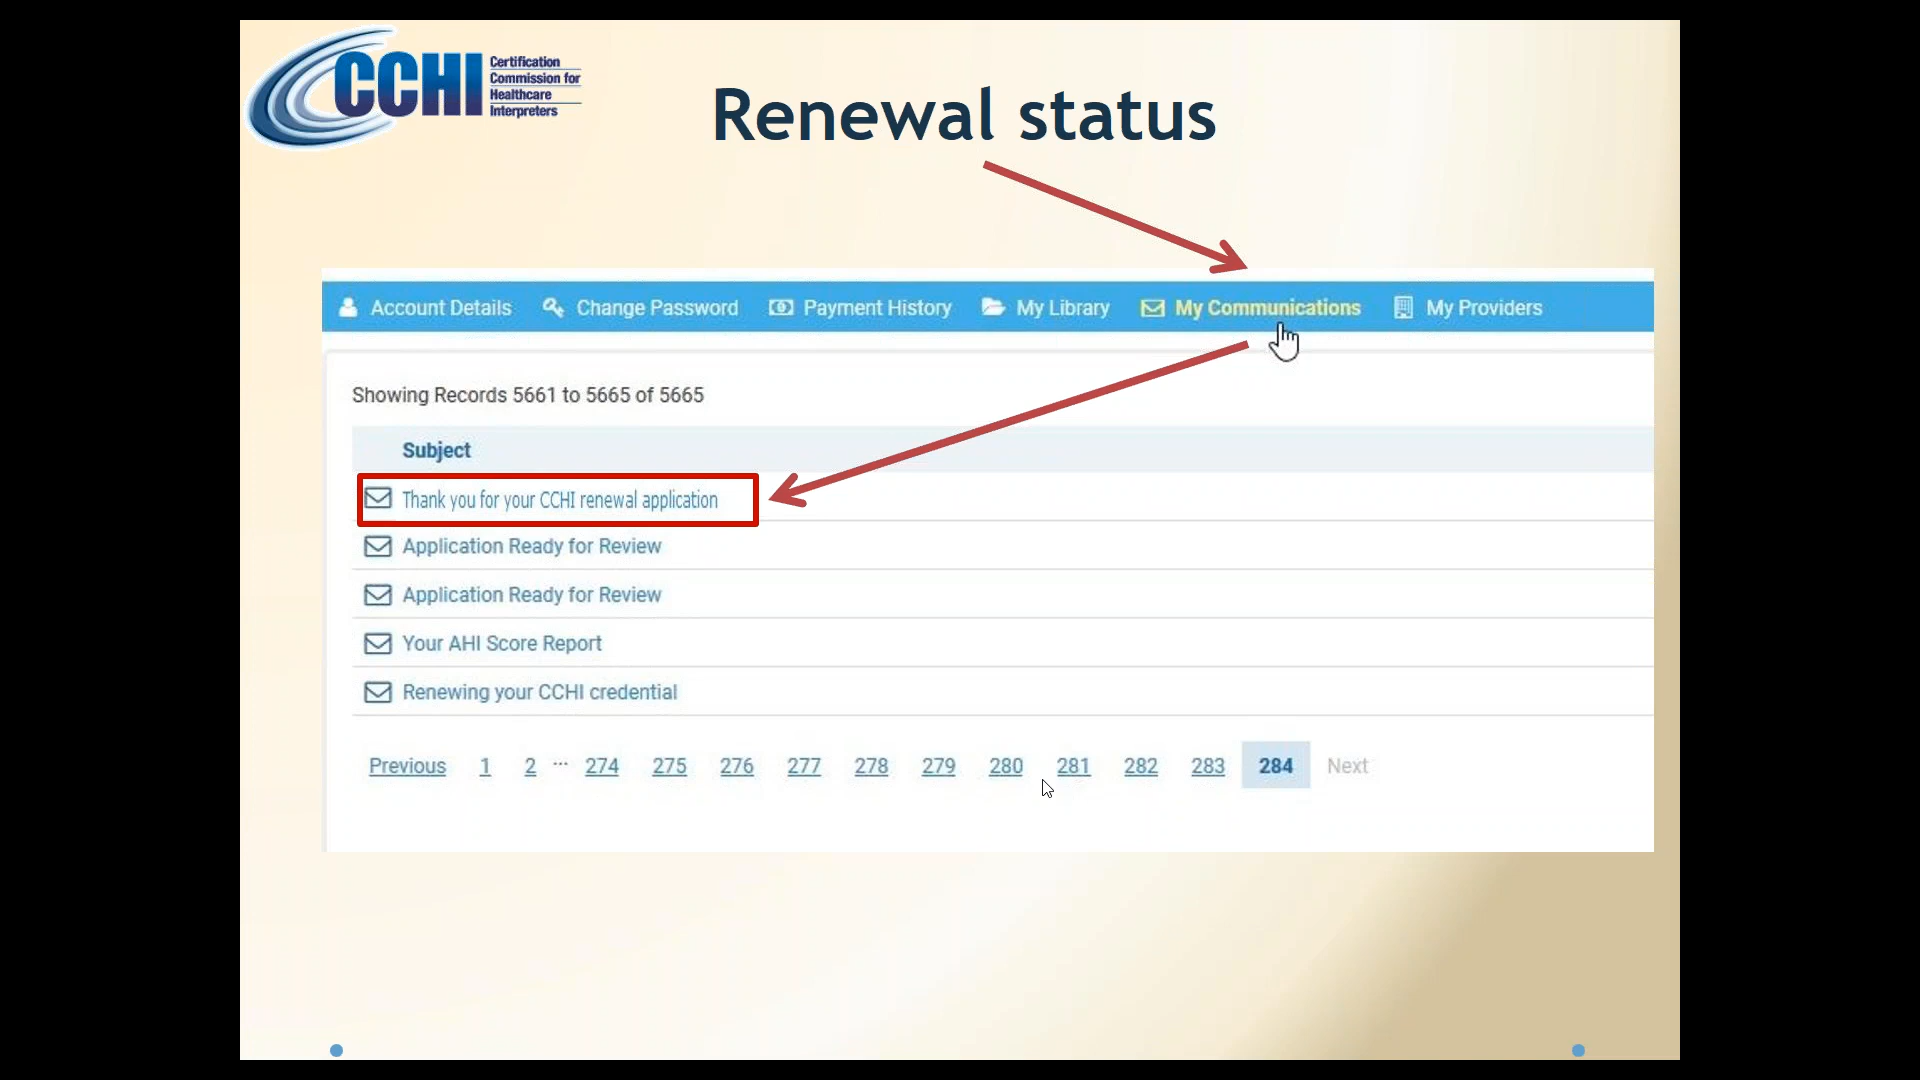 CCHI
Certification
Commission for
Healthcare
Interpreters
Renewal status
Account Details Change Password Payment History My Library My Communications My Providers
Showing Records 5661 to 5665 of 5665
Subject
Thank you for your CCHI renewal application
Application Ready for Review
Application Ready for Review
Your AHI Score Report
Renewing your CCHI credential
Previous 1 2 ... 274 275 276 277 278 279 280 281 282 283 284 Next